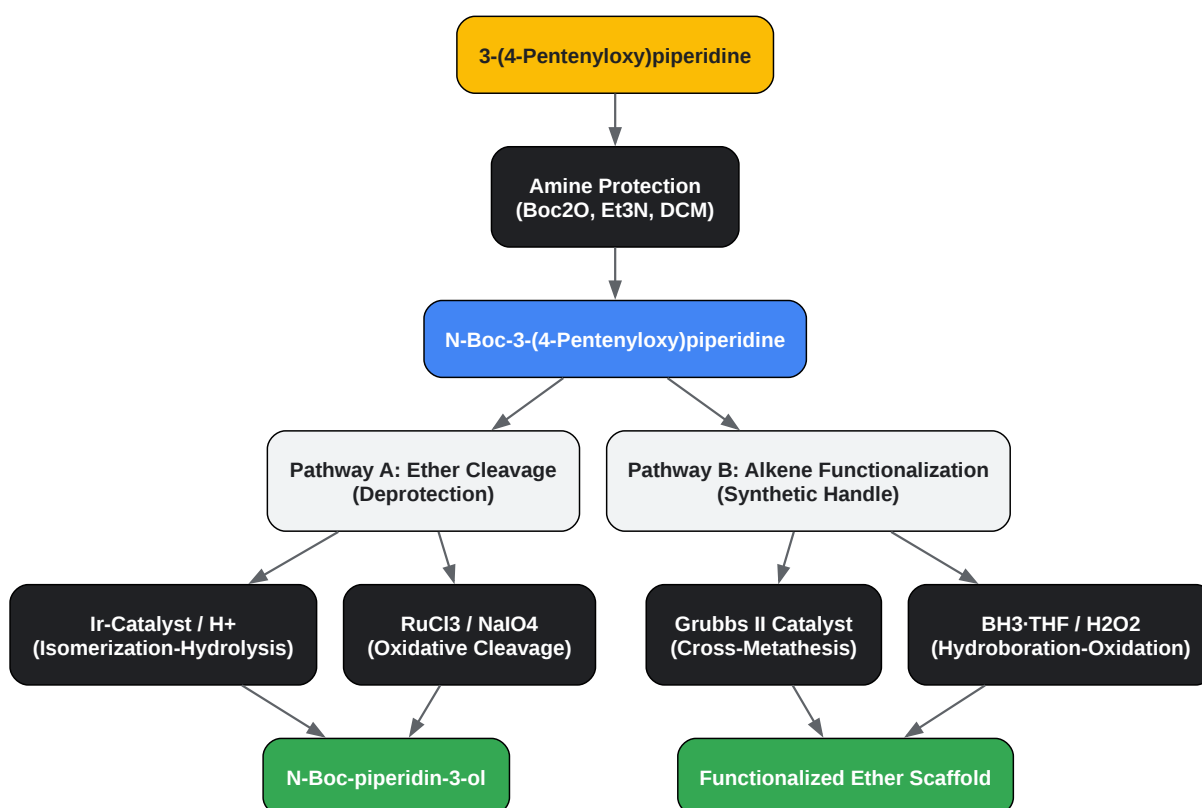 3-(4-Pentenyloxy)piperidine
Amine Protection
(Boc2O, Et3N, DCM)
N-Boc-3-(4-Pentenyloxy)piperidine
Pathway A: Ether Cleavage
(Deprotection)
Pathway B: Alkene Functionalization
(Synthetic Handle)
Ir-Catalyst / H+
(Isomerization-Hydrolysis)
RuCl3 / NaIO4
(Oxidative Cleavage)
Grubbs II Catalyst
(Cross-Metathesis)
BH3·THF / H2O2
(Hydroboration-Oxidation)
N-Boc-piperidin-3-ol
Functionalized Ether Scaffold